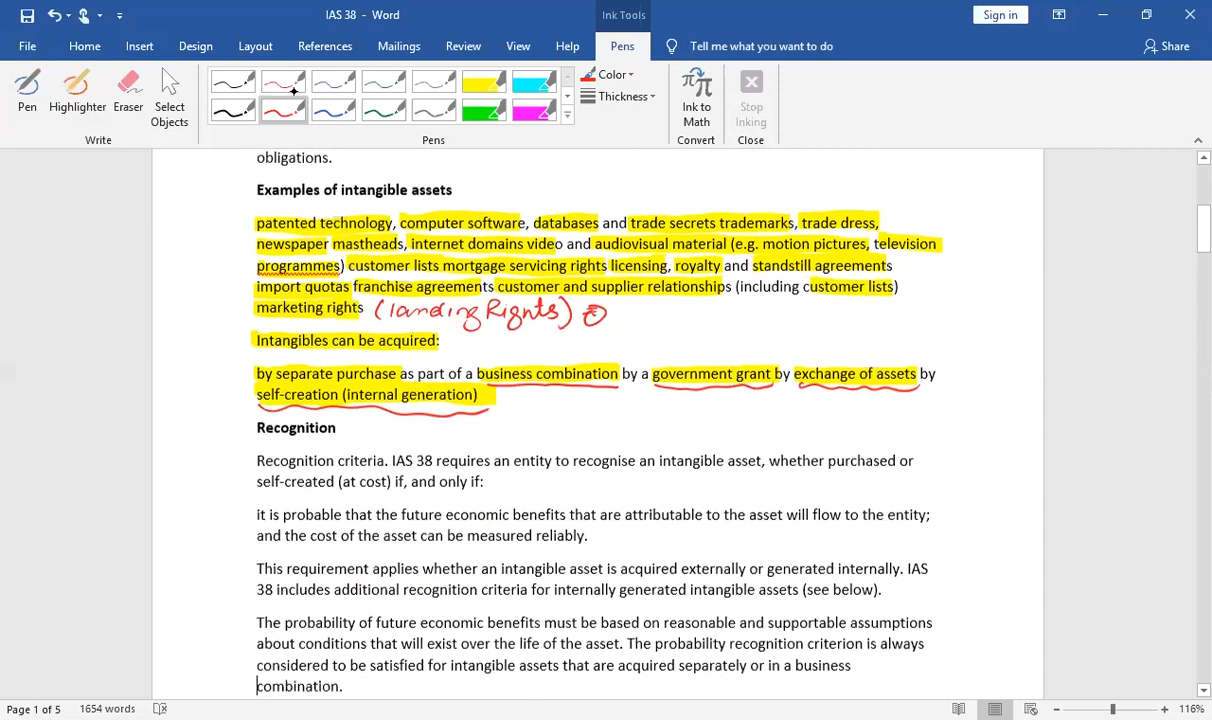 IAS 38 - Word
Ink Tools
Sign in
File Home Insert Design Layout References Mailings Review View Help Pens Tell me what you want to do Share
Pen Highlighter Eraser Select Objects
Color
Thickness
Ink to Math
Stop Inking
Write Pens Convert Close
obligations.
Examples of intangible assets
patented technology, computer software, databases and trade secrets trademarks, trade dress,
newspaper mastheads, internet domains video and audiovisual material (e.g. motion pictures, television
programmes) customer lists mortgage servicing rights licensing, royalty and standstill agreements
import quotas franchise agreements customer and supplier relationships (including customer lists)
marketing rights (landing Rights)
Intangibles can be acquired:
by separate purchase as part of a business combination by a government grant by exchange of assets by
self-creation (internal generation)
Recognition
Recognition criteria. IAS 38 requires an entity to recognise an intangible asset, whether purchased or
self-created (at cost) if, and only if:
it is probable that the future economic benefits that are attributable to the asset will flow to the entity;
and the cost of the asset can be measured reliably.
This requirement applies whether an intangible asset is acquired externally or generated internally. IAS
38 includes additional recognition criteria for internally generated intangible assets (see below).
The probability of future economic benefits must be based on reasonable and supportable assumptions
about conditions that will exist over the life of the asset. The probability recognition criterion is always
considered to be satisfied for intangible assets that are acquired separately or in a business
combination.
Page 1 of 5 1654 words 116%